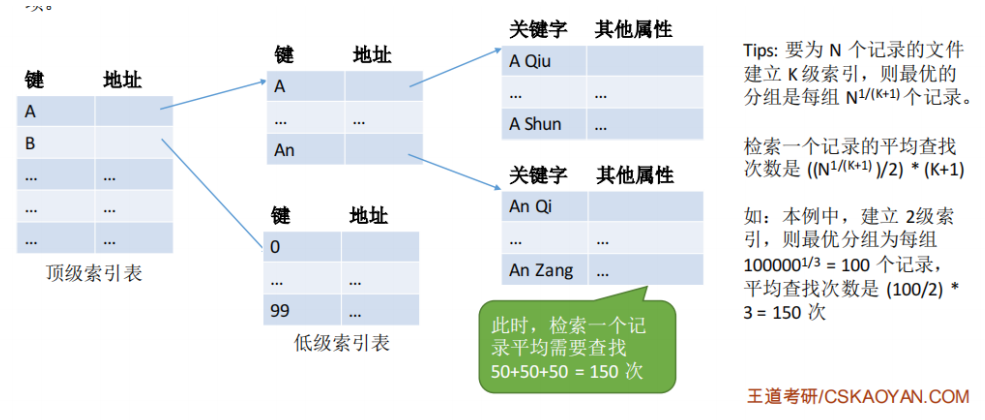 键 地址
A
B
... ...
... ...
... ...
顶级索引表
键 地址
A
... ...
An
键 地址
0
... ...
99 ...
低级索引表
关键字 其他属性
A Qiu
... ...
A Shun ...
关键字 其他属性
An Qi
... ...
An Zang ...
此时，检索一个记
录平均需要查找
50+50+50 = 150 次
Tips: 要为 N 个记录的文件
建立 K 级索引，则最优的
分组是每组 N^1/(K+1) 个记录。
检索一个记录的平均查找
次数是 ((N^1/(K+1) )/2) * (K+1)
如：本例中，建立 2级索
引，则最优分组为每组
100000^1/3 = 100 个记录，
平均查找次数是 (100/2) *
3 = 150 次
王道考研/CSKAOYAN.COM